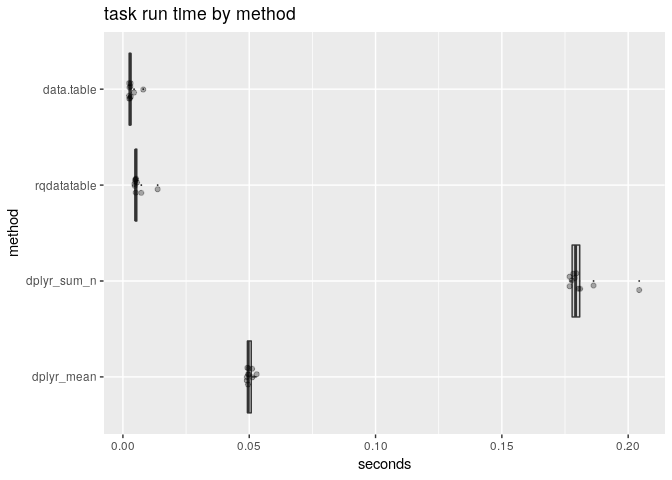 task run time by method
method
data.table
rqdatatable
dplyr_sum_n
dplyr_mean
0.00 0.05 0.10 0.15 0.20
seconds